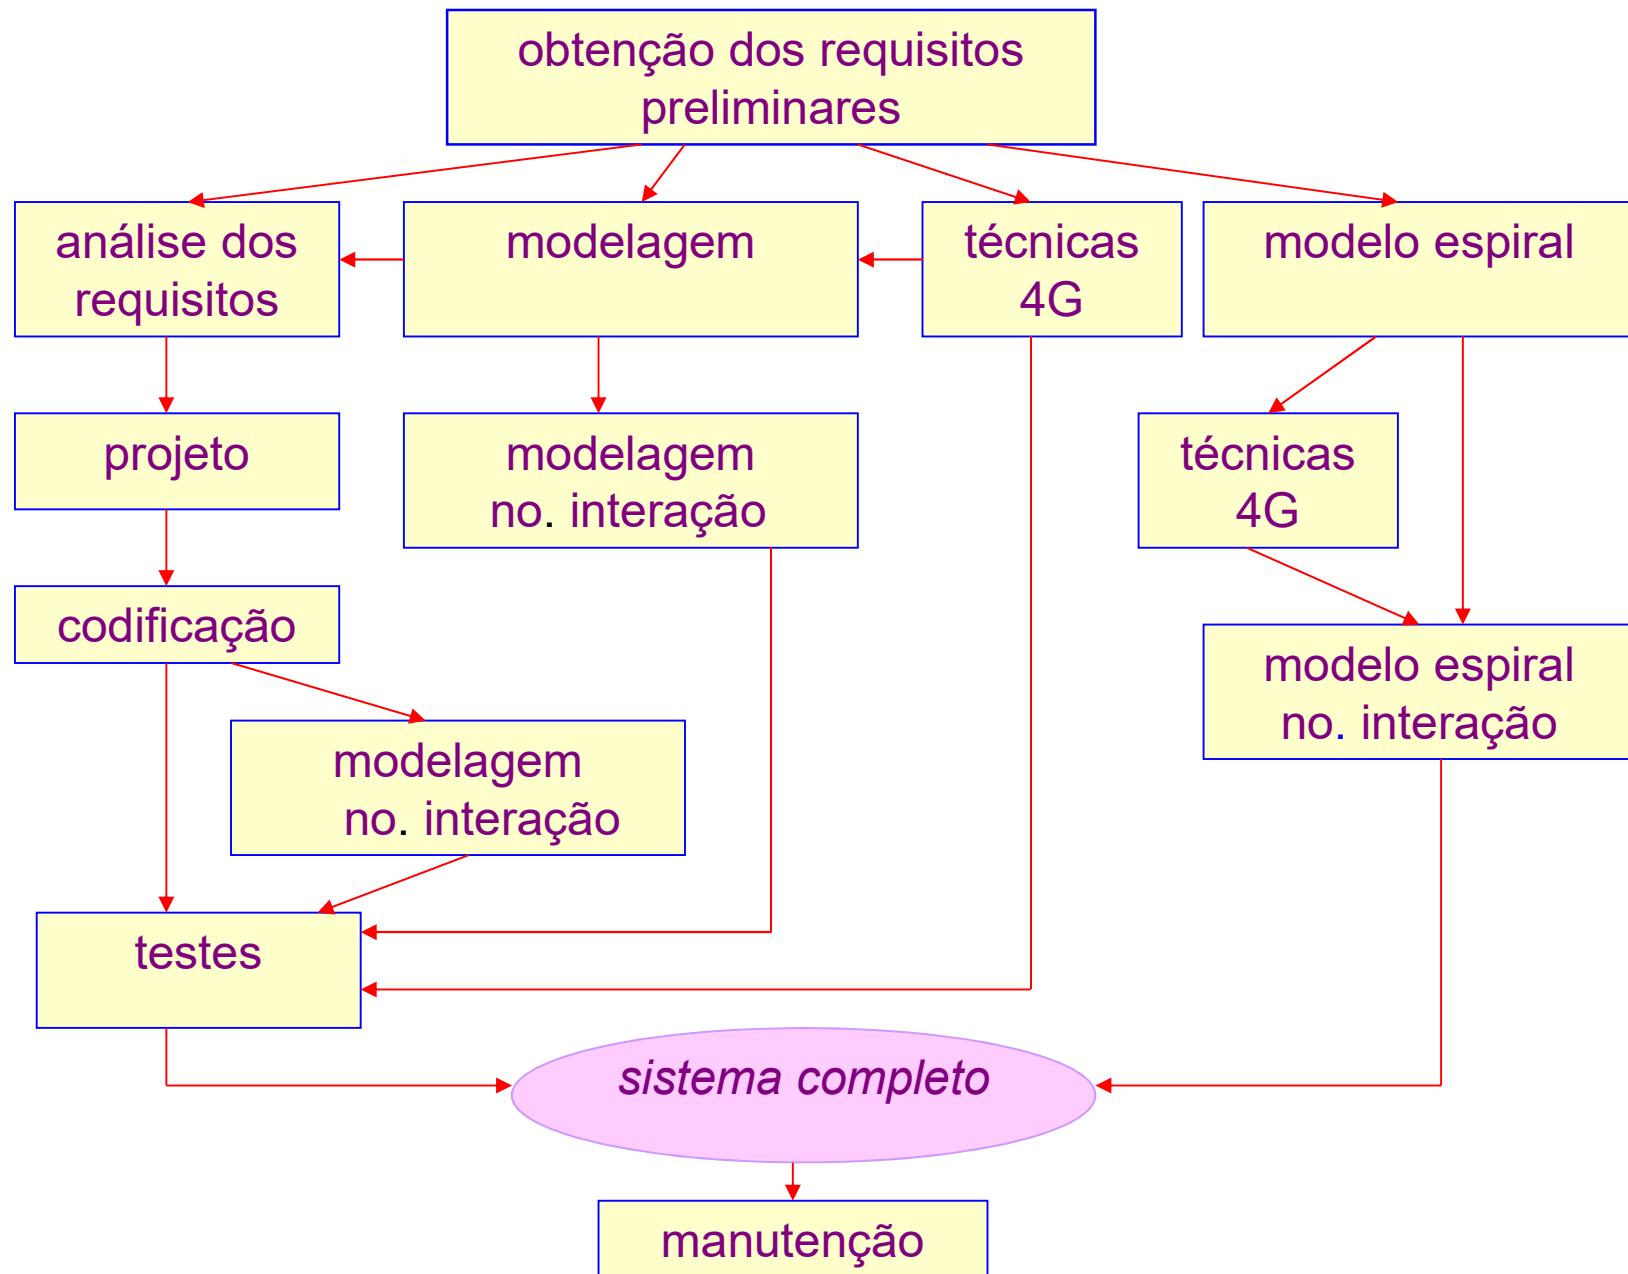 obtenção dos requisitos
preliminares
análise dos
requisitos
modelagem
técnicas
4G
modelo espiral
projeto
modelagem
no. interação
técnicas
4G
codificação
modelo espiral
no. interação
modelagem
no. interação
testes
sistema completo
manutenção